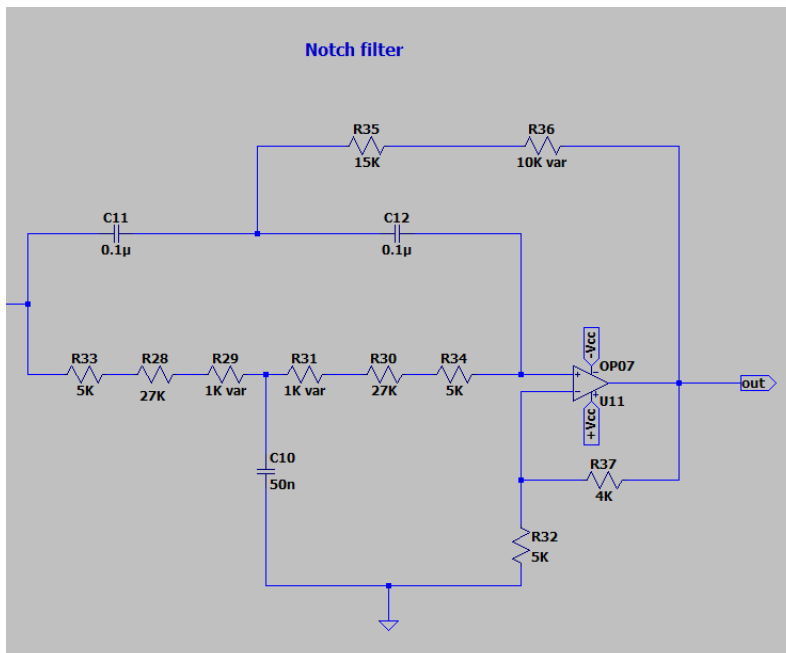 Notch filter
R35
15K
R36
10K var
C11
0.1µ
C12
0.1µ
R33
5K
R28
27K
R29
1K var
R31
1K var
R30
27K
R34
5K
-Vcc
OP07
U11
+Vcc
out
C10
50n
R37
4K
R32
5K